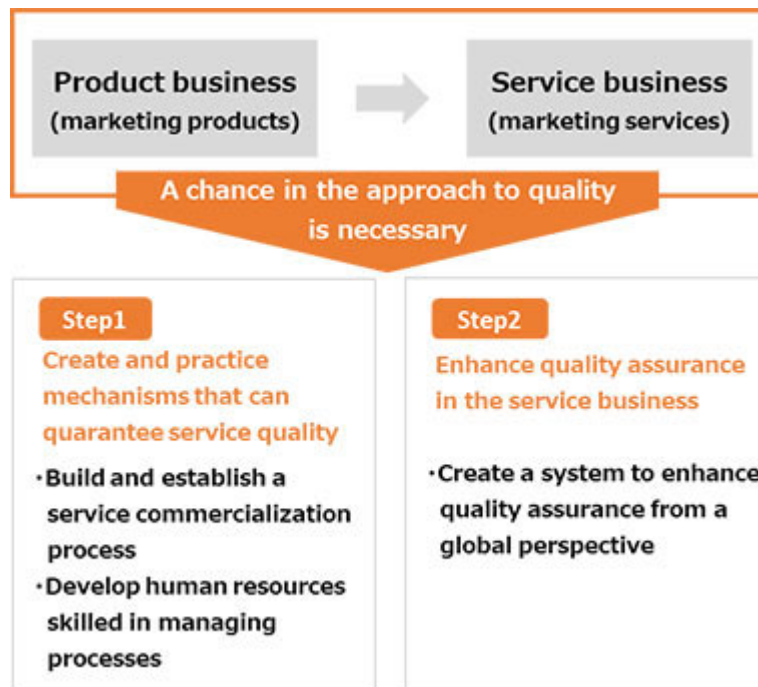 Product business
(marketing products)
Service business
(marketing services)
A chance in the approach to quality
is necessary
Step1
Create and practice
mechanisms that can
quarantee service quality
・Build and establish a
service commercialization
process
・Develop human resources
skilled in managing
processes
Step2
Enhance quality assurance
in the service business
・Create a system to enhance
quality assurance from a
global perspective